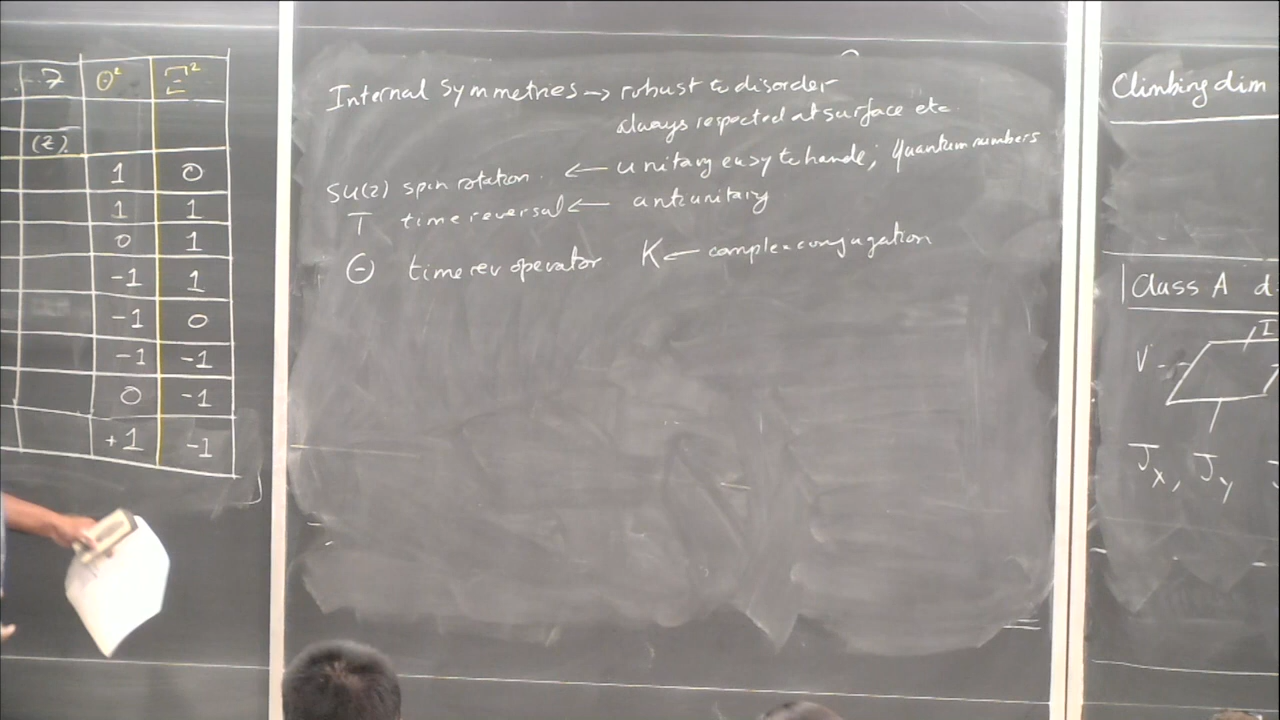 Θ² Ξ²
(Z)
1 0
1 1
0 1
-1 1
-1 0
-1 -1
0 -1
+1 -1
Internal Symmetries → robust to disorder
always respected at surface etc.
SU(2) spin rotation. ← unitary easy to handle; quantum numbers
T time reversal ← antiunitary
Θ time rev operator K ← complex conjugation
Climbing dim
Class A d
V I
J_x, J_y